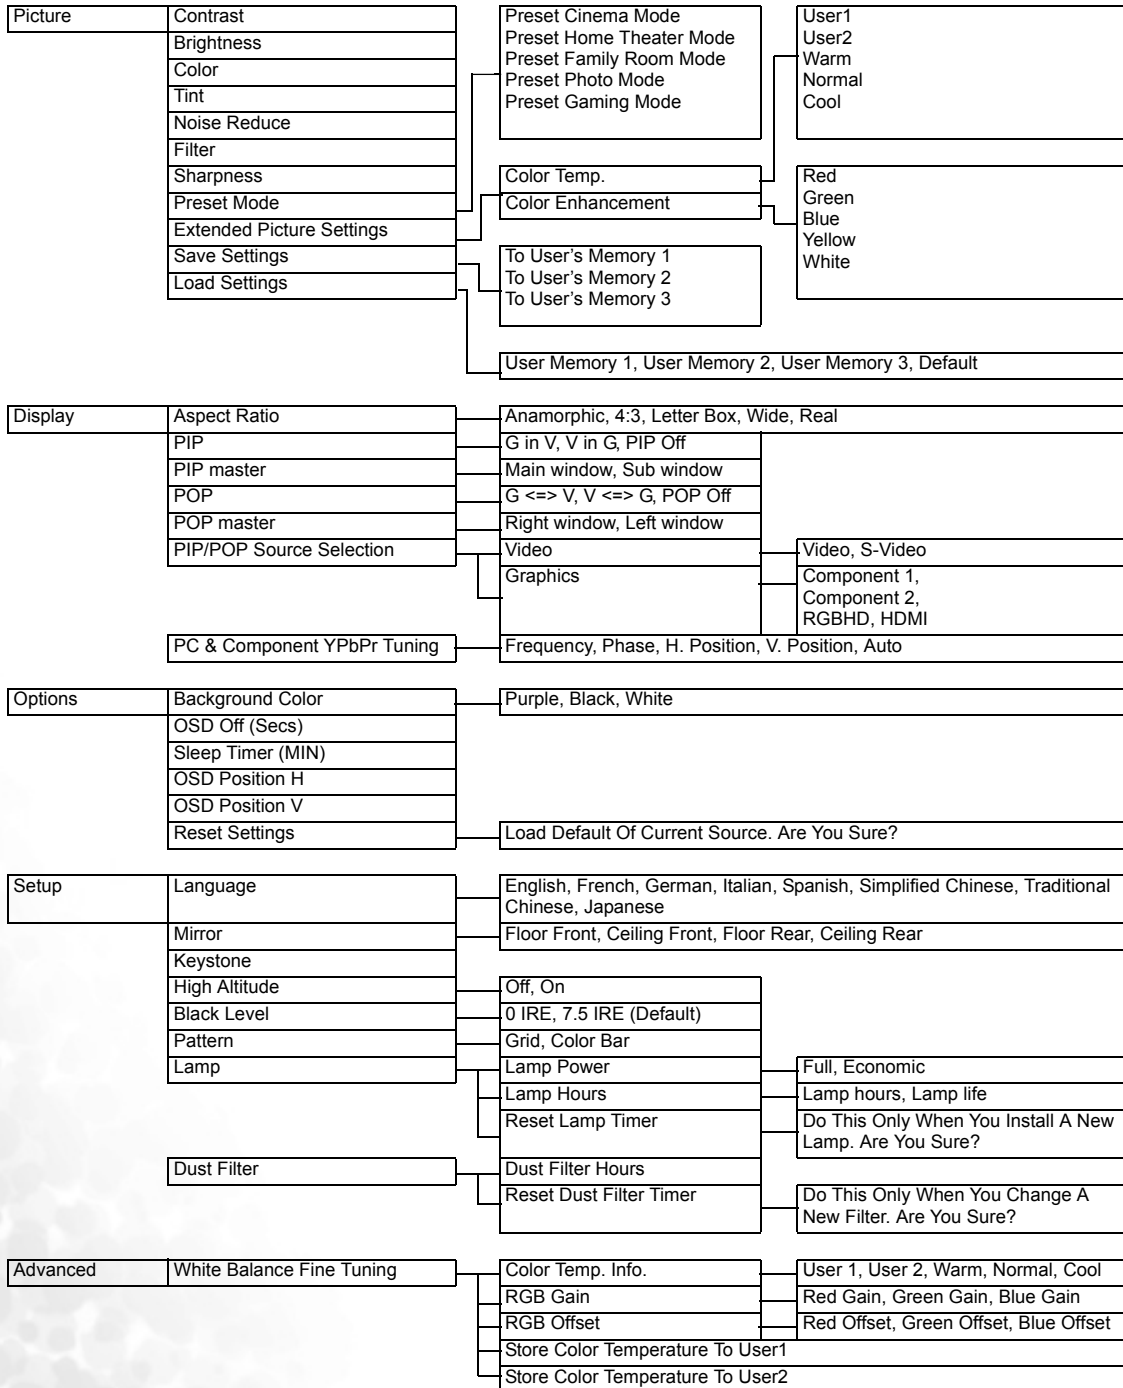 Picture
Contrast
Brightness
Color
Tint
Noise Reduce
Filter
Sharpness
Preset Mode
Extended Picture Settings
Save Settings
Load Settings
Preset Cinema Mode
Preset Home Theater Mode
Preset Family Room Mode
Preset Photo Mode
Preset Gaming Mode
Color Temp.
Color Enhancement
To User’s Memory 1
To User’s Memory 2
To User’s Memory 3
User Memory 1, User Memory 2, User Memory 3, Default
User1
User2
Warm
Normal
Cool
Red
Green
Blue
Yellow
White
Display
Aspect Ratio
Anamorphic, 4:3, Letter Box, Wide, Real
PIP
G in V, V in G, PIP Off
PIP master
Main window, Sub window
POP
G <=> V, V <=> G, POP Off
POP master
Right window, Left window
PIP/POP Source Selection
Video
Video, S-Video
Graphics
Component 1,
Component 2,
RGBHD, HDMI
PC & Component YPbPr Tuning
Frequency, Phase, H. Position, V. Position, Auto
Options
Background Color
Purple, Black, White
OSD Off (Secs)
Sleep Timer (MIN)
OSD Position H
OSD Position V
Reset Settings
Load Default Of Current Source. Are You Sure?
Setup
Language
English, French, German, Italian, Spanish, Simplified Chinese, Traditional
Chinese, Japanese
Mirror
Floor Front, Ceiling Front, Floor Rear, Ceiling Rear
Keystone
High Altitude
Off, On
Black Level
0 IRE, 7.5 IRE (Default)
Pattern
Grid, Color Bar
Lamp
Lamp Power
Full, Economic
Lamp Hours
Lamp hours, Lamp life
Reset Lamp Timer
Do This Only When You Install A New
Lamp. Are You Sure?
Dust Filter
Dust Filter Hours
Reset Dust Filter Timer
Do This Only When You Change A
New Filter. Are You Sure?
Advanced
White Balance Fine Tuning
Color Temp. Info.
User 1, User 2, Warm, Normal, Cool
RGB Gain
Red Gain, Green Gain, Blue Gain
RGB Offset
Red Offset, Green Offset, Blue Offset
Store Color Temperature To User1
Store Color Temperature To User2